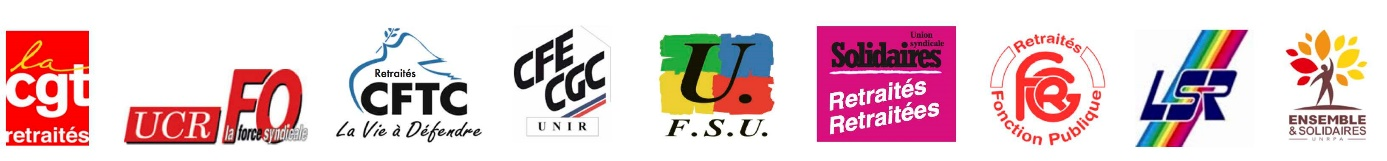 la
cgt
retraités
UCR FO
la force syndicale
Retraités
CFTC
La Vie à Défendre
CFE
CGC
UNIR
U.
F.S.U.
Union
syndicale
Solidaires
Retraités
Retraitées
Retraités
FGR
Fonction Publique
LSR
ENSEMBLE
& SOLIDAIRES
UNRPA